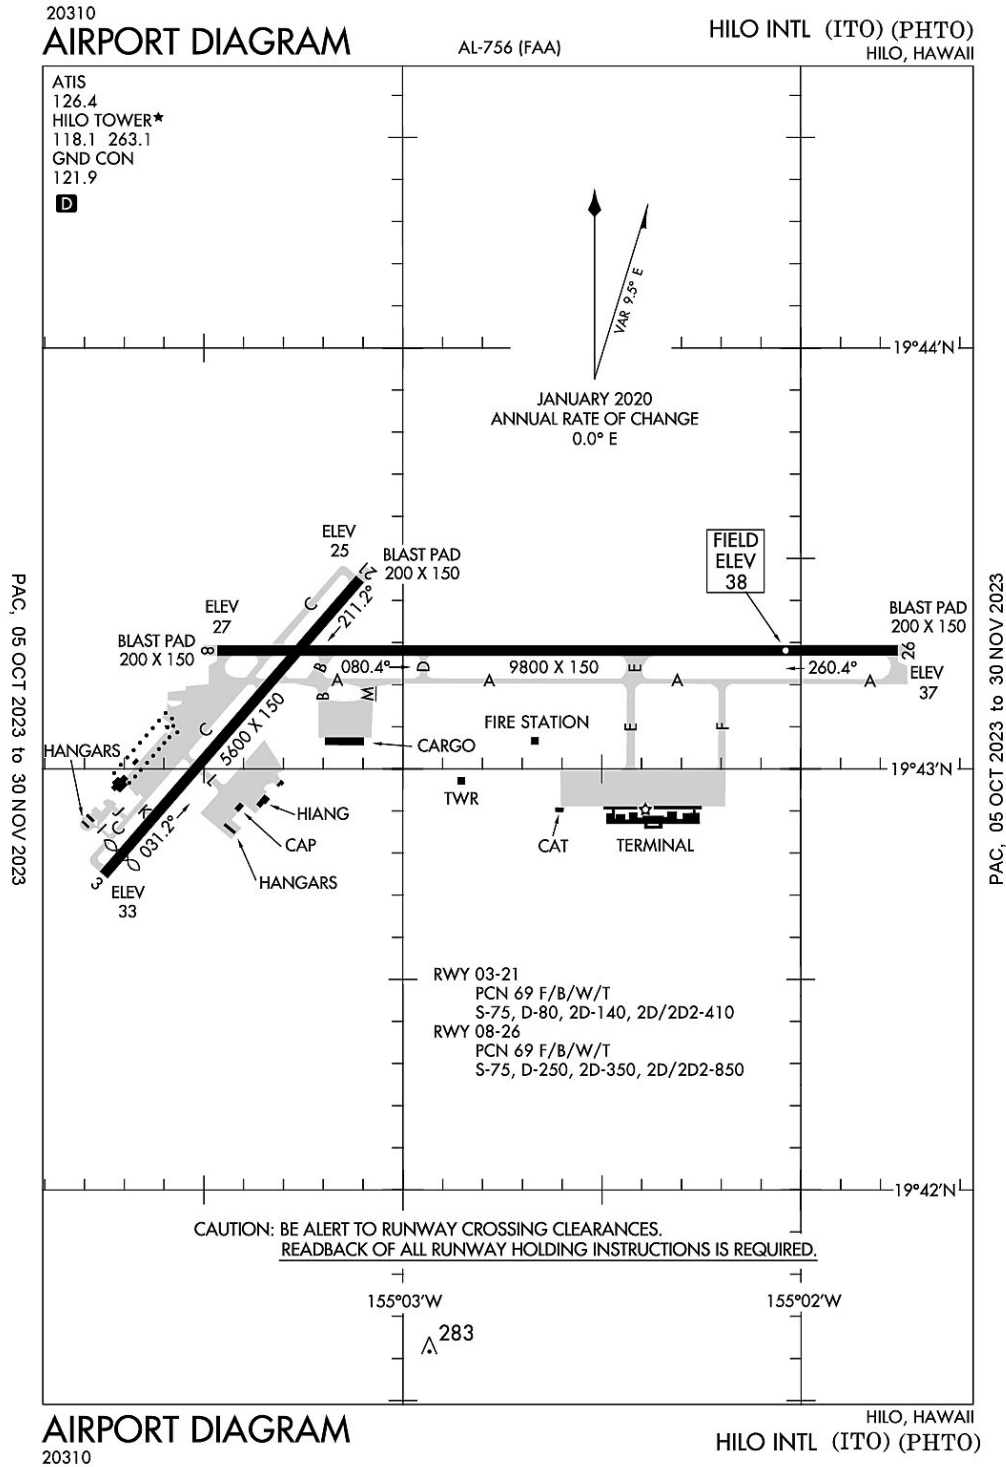 20310
AIRPORT DIAGRAM
AL-756 (FAA)
HILO INTL (ITO) (PHTO)
HILO, HAWAII
ATIS
126.4
HILO TOWER★
118.1 263.1
GND CON
121.9
D
VAR 9.5° E
19°44'N
JANUARY 2020
ANNUAL RATE OF CHANGE
0.0° E
ELEV
25
BLAST PAD
200 X 150
21
211.2°
C
FIELD
ELEV
38
ELEV
27
BLAST PAD
200 X 150
8
BLAST PAD
200 X 150
26
ELEV
37
B
080.4°
D
9800 X 150
E
260.4°
A
A
A
A
B
M
C
5600 X 150
E
F
FIRE STATION
CARGO
HANGARS
19°43'N
TWR
L
HIANG
CAP
HANGARS
CAT
TERMINAL
K
L
C
L
031.2°
3
ELEV
33
RWY 03-21
PCN 69 F/B/W/T
S-75, D-80, 2D-140, 2D/2D2-410
RWY 08-26
PCN 69 F/B/W/T
S-75, D-250, 2D-350, 2D/2D2-850
19°42'N
CAUTION: BE ALERT TO RUNWAY CROSSING CLEARANCES.
READBACK OF ALL RUNWAY HOLDING INSTRUCTIONS IS REQUIRED.
155°03'W
155°02'W
283
PAC, 05 OCT 2023 to 30 NOV 2023
PAC, 05 OCT 2023 to 30 NOV 2023
AIRPORT DIAGRAM
20310
HILO, HAWAII
HILO INTL (ITO) (PHTO)